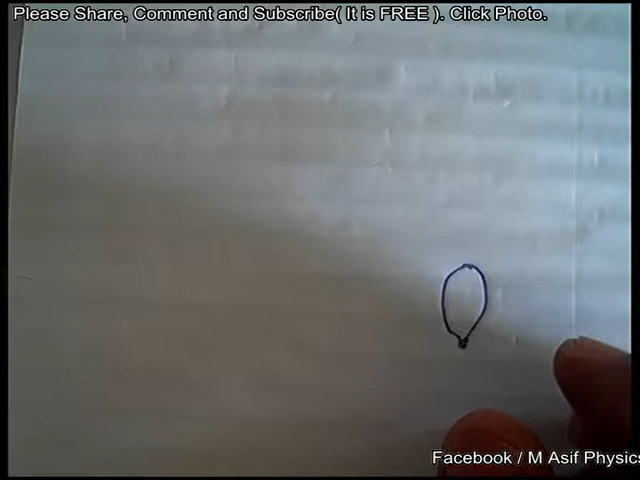 Please Share, Comment and Subscribe( It is FREE ). Click Photo.
Facebook / M Asif Physics